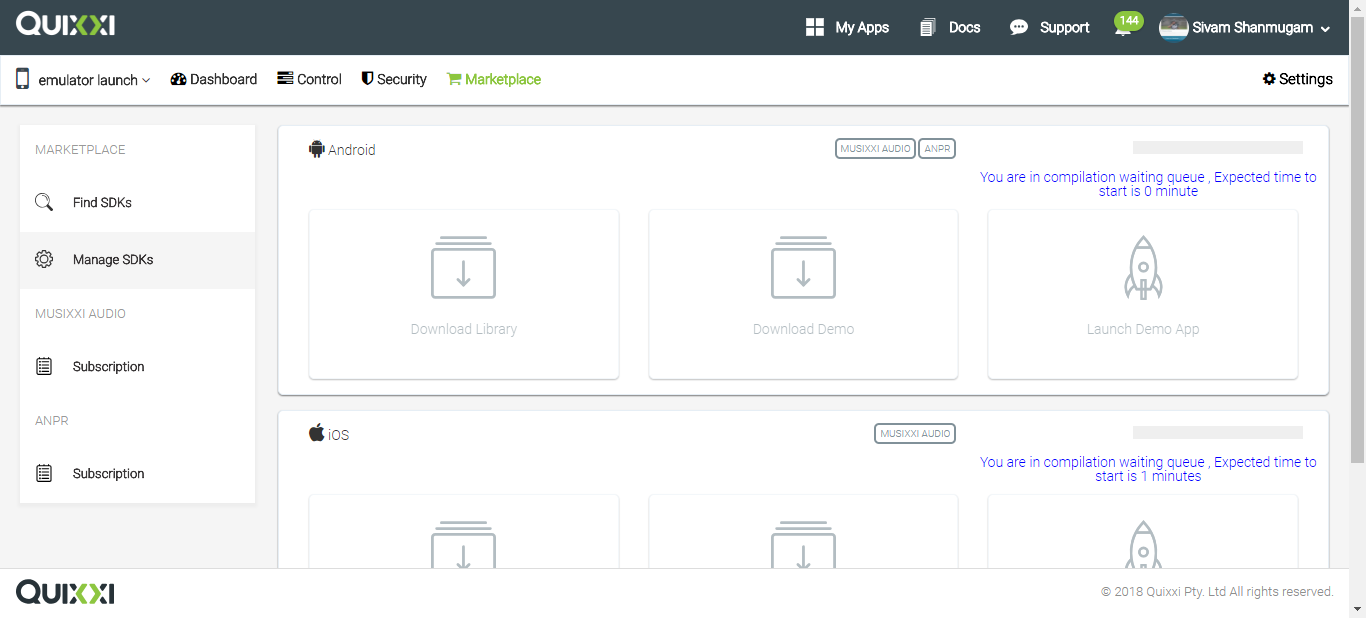 QUIXXI
My Apps
Docs
Support
144
Sivam Shanmugam
emulator launch
Dashboard
Control
Security
Marketplace
Settings
MARKETPLACE
Find SDKs
Manage SDKs
MUSIXXI AUDIO
Subscription
ANPR
Subscription
Android
MUSIXXI AUDIO
ANPR
You are in compilation waiting queue , Expected time to
start is 0 minute
Download Library
Download Demo
Launch Demo App
iOS
MUSIXXI AUDIO
You are in compilation waiting queue , Expected time to
start is 1 minutes
QUIXXI
© 2018 Quixxi Pty. Ltd All rights reserved.